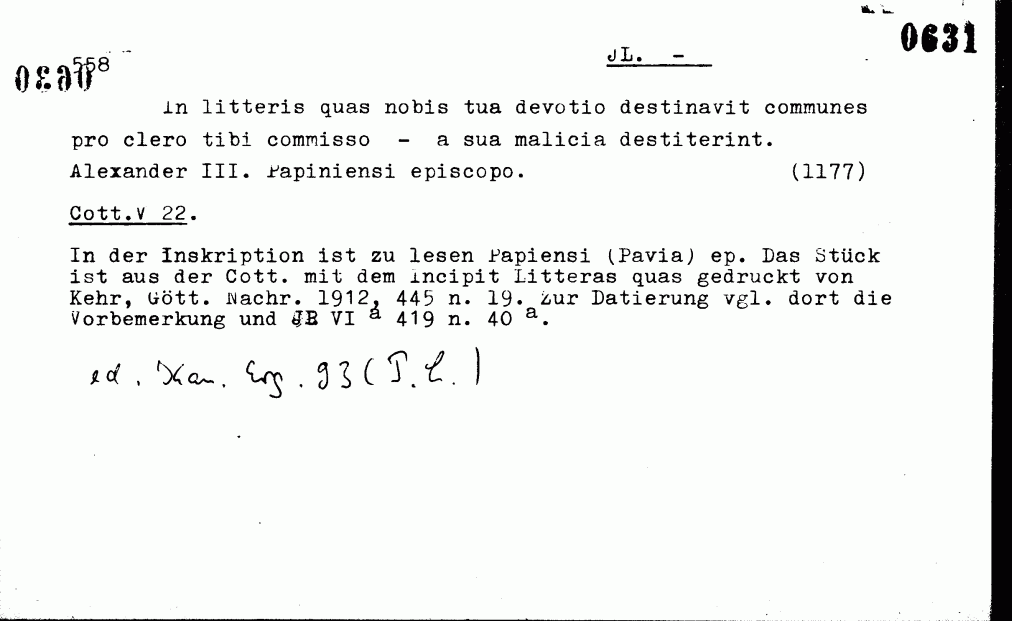 0631
558
0630
JL. -
In litteris quas nobis tua devotio destinavit communes
pro clero tibi commisso - a sua malicia destiterint.
Alexander III. Papiniensi episcopo. (1177)
Cott.V 22.
In der Inskription ist zu lesen Papiensi (Pavia) ep. Das Stück
ist aus der Cott. mit dem Incipit Litteras quas gedruckt von
Kehr, Gött. Nachr. 1912, 445 n. 19. Zur Datierung vgl. dort die
Vorbemerkung und VI a 419 n. 40 a.
ed. Kan. Erg. 93 (T. C.)